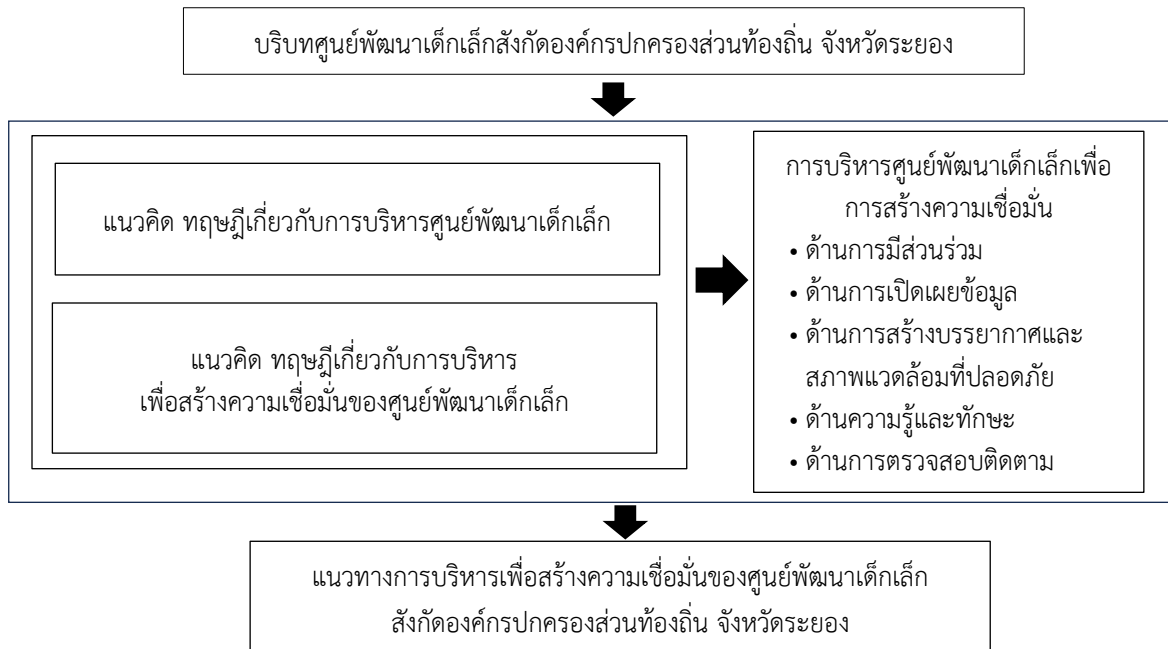 บริบทศูนย์พัฒนาเด็กเล็กสังกัดองค์กรปกครองส่วนท้องถิ่น จังหวัดระยอง
แนวคิด ทฤษฎีเกี่ยวกับการบริหารศูนย์พัฒนาเด็กเล็ก
แนวคิด ทฤษฎีเกี่ยวกับการบริหาร
เพื่อสร้างความเชื่อมั่นของศูนย์พัฒนาเด็กเล็ก
การบริหารศูนย์พัฒนาเด็กเล็กเพื่อ
การสร้างความเชื่อมั่น
• ด้านการมีส่วนร่วม
• ด้านการเปิดเผยข้อมูล
• ด้านการสร้างบรรยากาศและ
สภาพแวดล้อมที่ปลอดภัย
• ด้านความรู้และทักษะ
• ด้านการตรวจสอบติดตาม
แนวทางการบริหารเพื่อสร้างความเชื่อมั่นของศูนย์พัฒนาเด็กเล็ก
สังกัดองค์กรปกครองส่วนท้องถิ่น จังหวัดระยอง